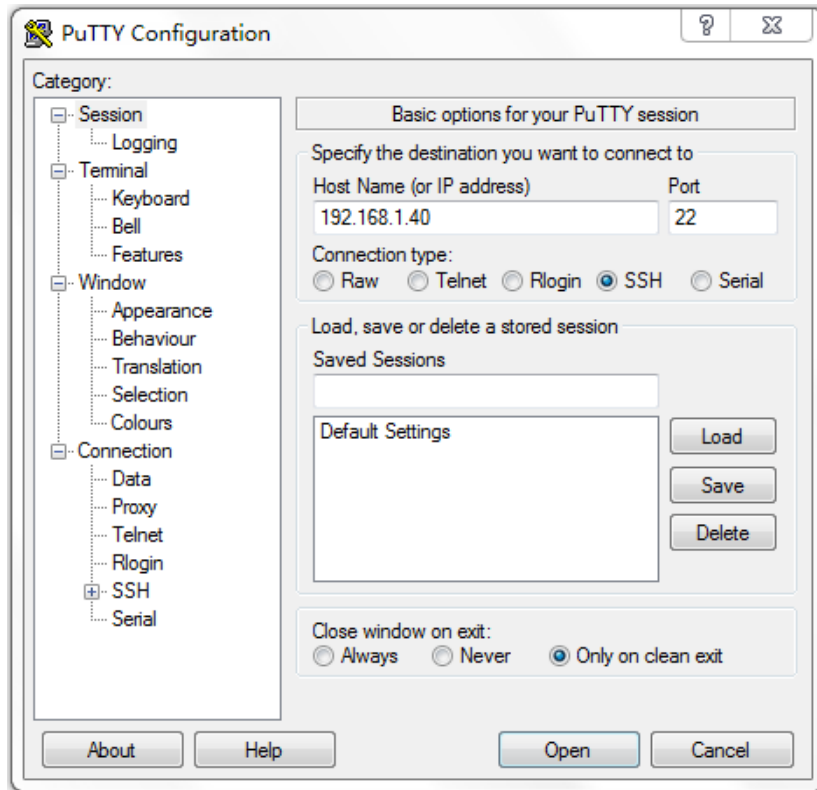 PuTTY Configuration
Category:
Session
Logging
Terminal
Keyboard
Bell
Features
Window
Appearance
Behaviour
Translation
Selection
Colours
Connection
Data
Proxy
Telnet
Rlogin
SSH
Serial
Basic options for your PuTTY session
Specify the destination you want to connect to
Host Name (or IP address) Port
192.168.1.40 22
Connection type:
Raw Telnet Rlogin SSH Serial
Load, save or delete a stored session
Saved Sessions
Default Settings
Load
Save
Delete
Close window on exit:
Always Never Only on clean exit
About Help Open Cancel